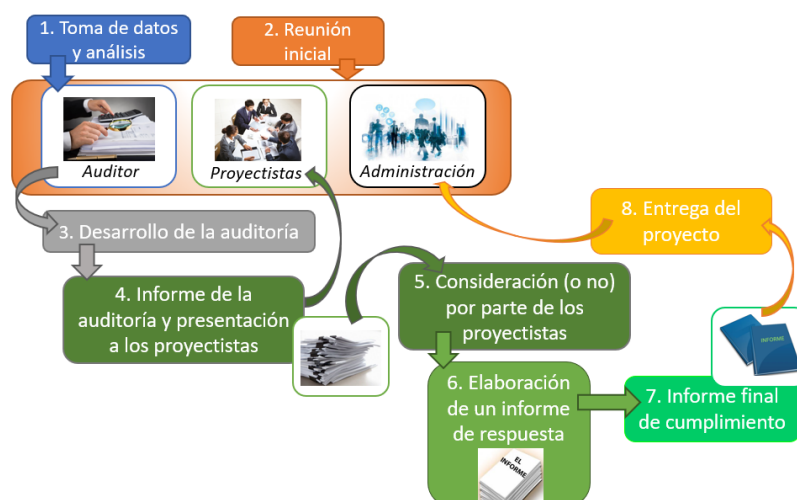 1. Toma de datos
y análisis
2. Reunión
inicial
Auditor
Proyectistas
Administración
3. Desarrollo de la auditoría
8. Entrega del
proyecto
4. Informe de la
auditoría y presentación
a los proyectistas
5. Consideración (o no)
por parte de los
proyectistas
INFORME
6. Elaboración
de un informe
de respuesta
7. Informe final
de cumplimiento
EL
INFORME